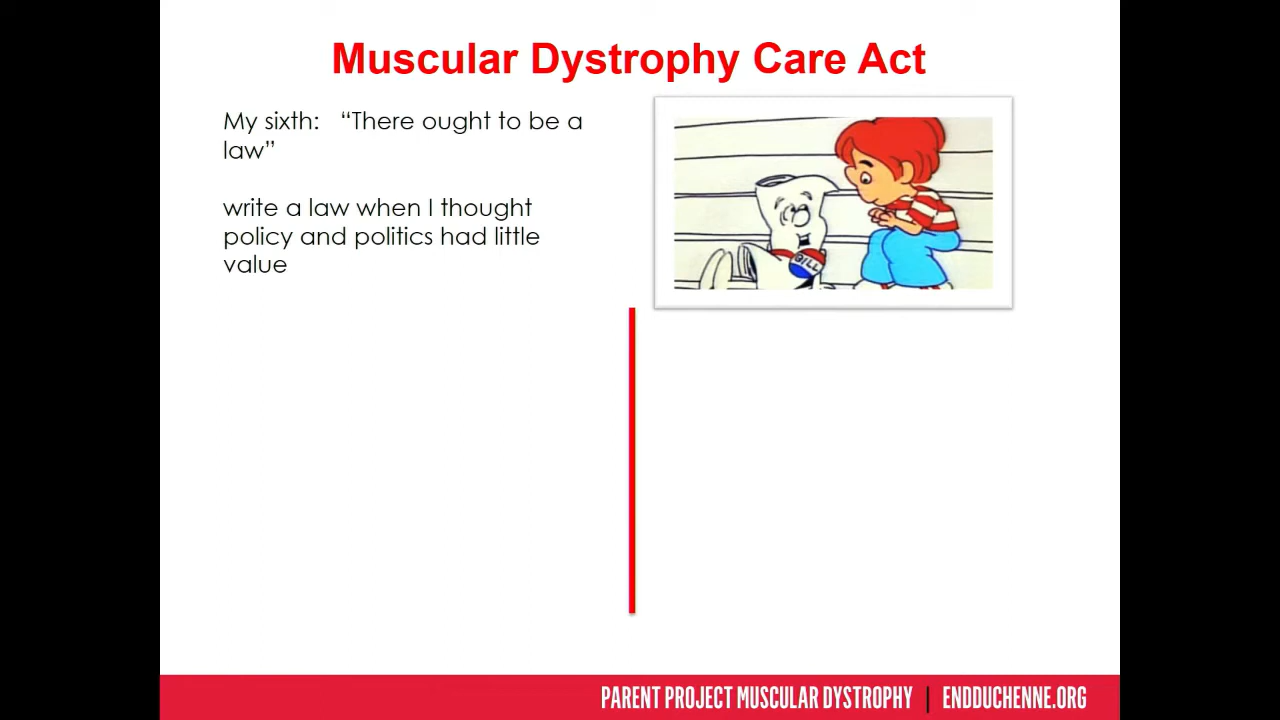 Muscular Dystrophy Care Act
My sixth: “There ought to be a
law”
write a law when I thought
policy and politics had little
value
BILL
PARENT PROJECT MUSCULAR DYSTROPHY | ENDDUCHENNE.ORG